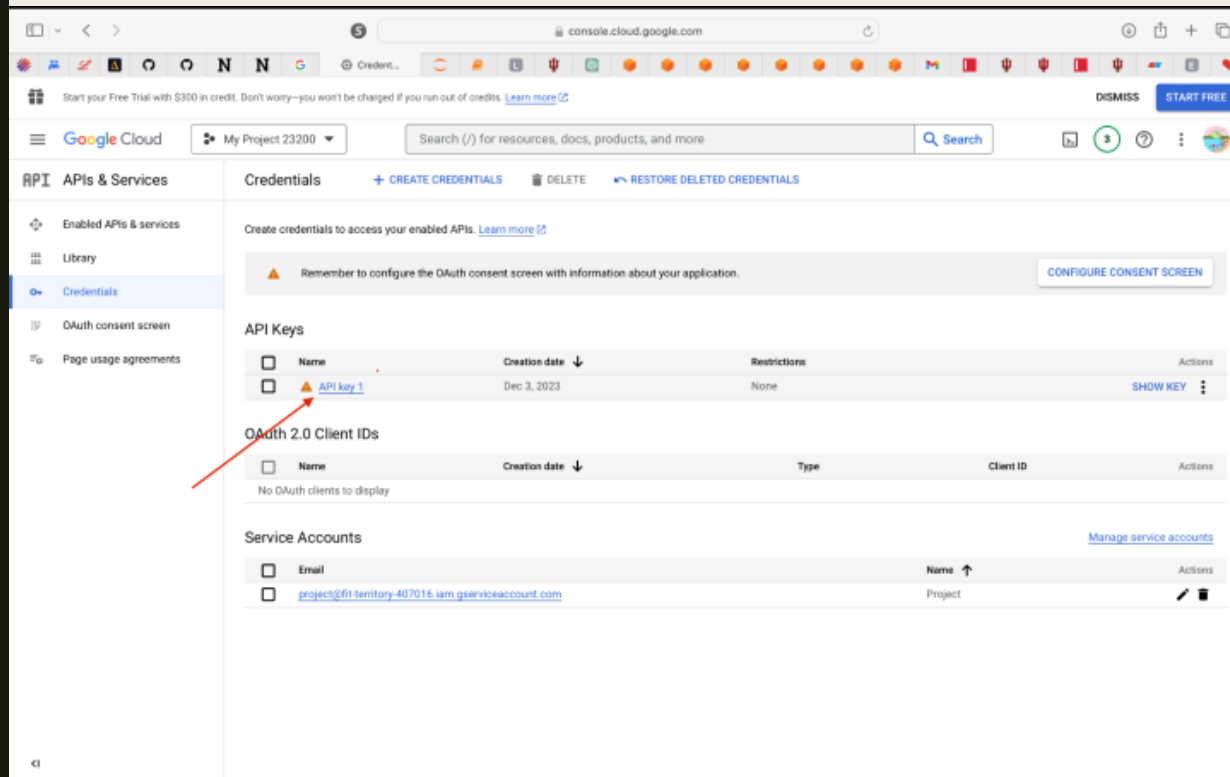 console.cloud.google.com
N N G Credent...
Start your Free Trial with $300 in credit. Don't worry—you won't be charged if you run out of credits. Learn more
DISMISS
START FREE
Google Cloud
My Project 23200
Search (/) for resources, docs, products, and more
Search
3
API APIs & Services
Credentials
+ CREATE CREDENTIALS
DELETE
RESTORE DELETED CREDENTIALS
Enabled APIs & services
Library
Credentials
OAuth consent screen
Page usage agreements
Create credentials to access your enabled APIs. Learn more
Remember to configure the OAuth consent screen with information about your application.
CONFIGURE CONSENT SCREEN
API Keys
Name Creation date Restrictions Actions
API key 1 Dec 3, 2023 None SHOW KEY
OAuth 2.0 Client IDs
Name Creation date Type Client ID Actions
No OAuth clients to display
Service Accounts
Manage service accounts
Email Name Actions
project@fit-territory-407016.iam.gserviceaccount.com Project